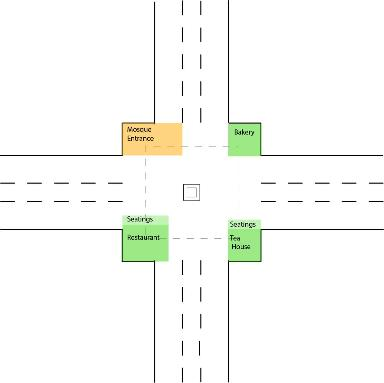 Mosque
Entrance
Bakery
Seatings
Restaurant
Seatings
Tea
House